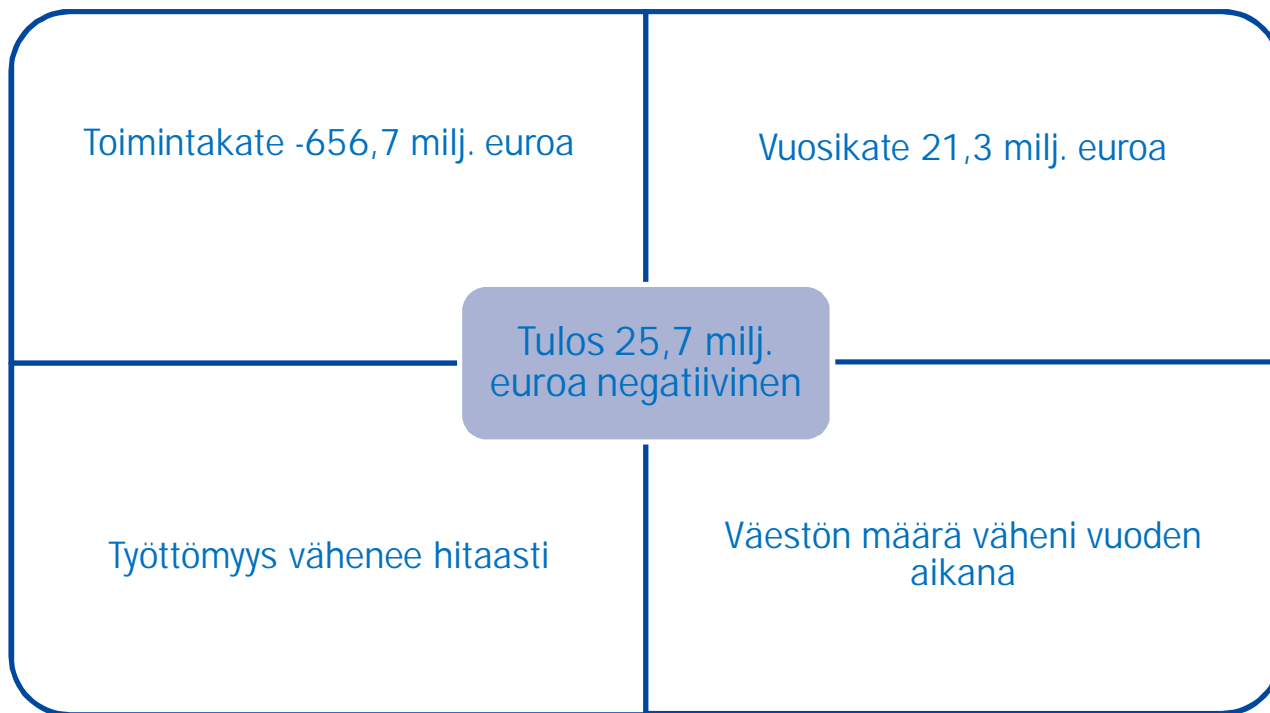 Toimintakate -656,7 milj. euroa
Vuosikate 21,3 milj. euroa
Tulos 25,7 milj.
euroa negatiivinen
Työttömyys vähenee hitaasti
Väestön määrä väheni vuoden
aikana